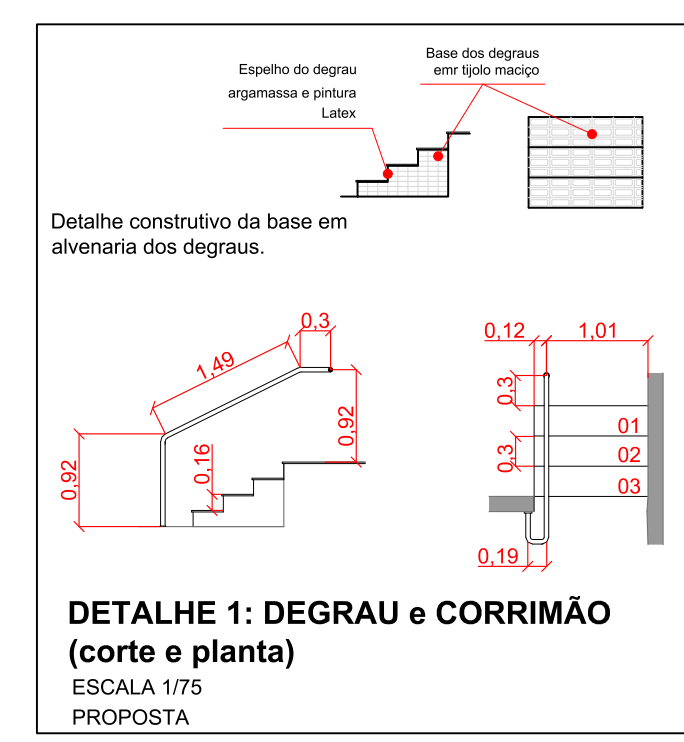 Espelho do degrau
argamassa e pintura
Latex
Base dos degraus
emr tijolo maciço
Detalhe construtivo da base em
alvenaria dos degraus.
0,3
1,49
0,92
0,16
0,92
0,12
1,01
0,3
01
0,3
02
03
0,19
DETALHE 1: DEGRAU e CORRIMÃO
(corte e planta)
ESCALA 1/75
PROPOSTA